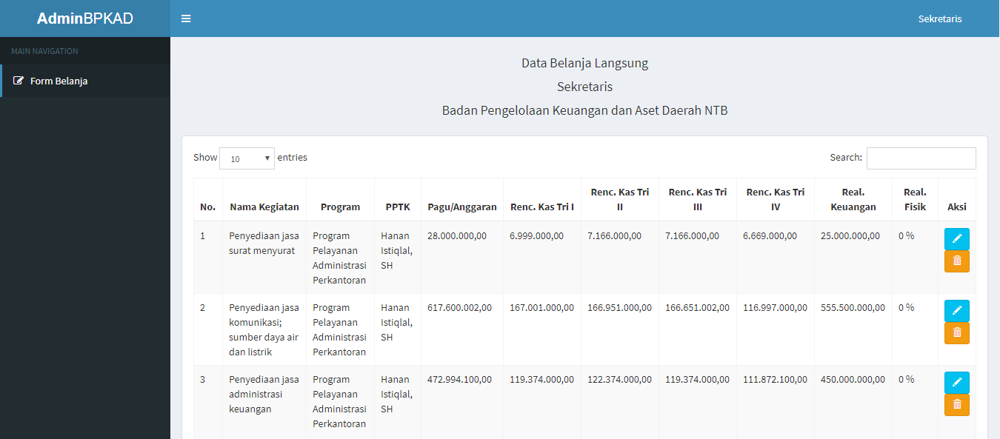 AdminBPKAD
Sekretaris
MAIN NAVIGATION
Form Belanja
Data Belanja Langsung
Sekretaris
Badan Pengelolaan Keuangan dan Aset Daerah NTB
Show 10 entries
Search:
No. Nama Kegiatan Program PPTK Pagu/Anggaran Renc. Kas Tri I Renc. Kas Tri II Renc. Kas Tri III Renc. Kas Tri IV Real. Keuangan Real. Fisik Aksi
1 Penyediaan jasa surat menyurat Program Pelayanan Administrasi Perkantoran Hanan Istiqlal, SH 28.000.000,00 6.999.000,00 7.166.000,00 7.166.000,00 6.669.000,00 25.000.000,00 0 %
2 Penyediaan jasa komunikasi; sumber daya air dan listrik Program Pelayanan Administrasi Perkantoran Hanan Istiqlal, SH 617.600.002,00 167.001.000,00 166.951.000,00 166.651.002,00 116.997.000,00 555.500.000,00 0 %
3 Penyediaan jasa administrasi keuangan Program Pelayanan Administrasi Perkantoran Hanan Istiqlal, SH 472.994.100,00 119.374.000,00 122.374.000,00 119.374.000,00 111.872.100,00 450.000.000,00 0 %